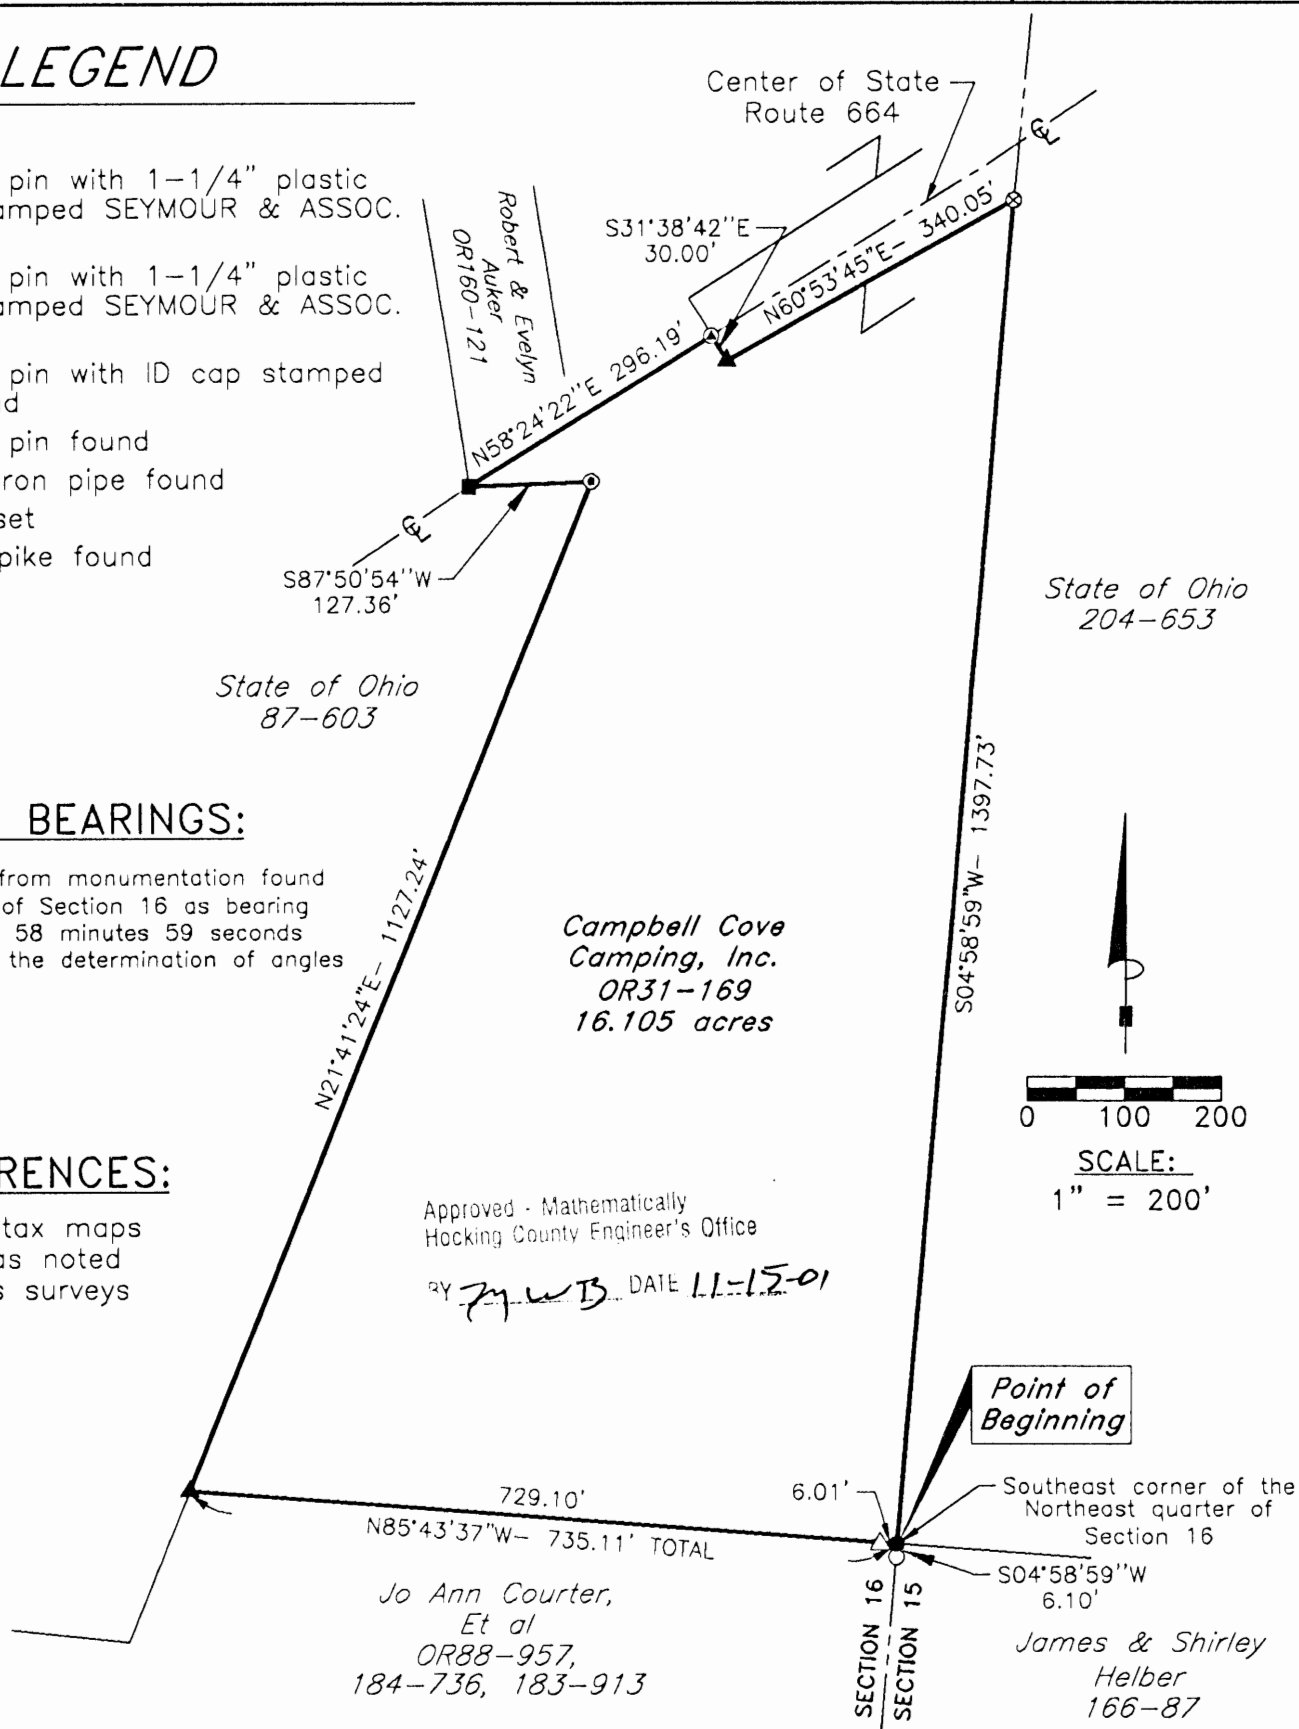 LEGEND
pin with 1-1/4" plastic
amped SEYMOUR & ASSOC.
pin with 1-1/4" plastic
amped SEYMOUR & ASSOC.
pin with ID cap stamped
d
pin found
ron pipe found
set
pike found
Center of State
Route 664
Robert & Evelyn
Auker
OR160-121
S31°38'42"E
30.00'
N60°53'45"E- 340.05'
N58°24'22"E 296.19'
S87°50'54"W
127.36'
State of Ohio
87-603
State of Ohio
204-653
BEARINGS:
from monumentation found
of Section 16 as bearing
58 minutes 59 seconds
the determination of angles
N21°41'24"E- 1127.24'
S04°58'59"W- 1397.73'
Campbell Cove
Camping, Inc.
OR31-169
16.105 acres
0 100 200
SCALE:
1" = 200'
RENCES:
tax maps
as noted
s surveys
Approved - Mathematically
Hocking County Engineer's Office
BY DATE 11-15-01
Point of
Beginning
Southeast corner of the
Northeast quarter of
Section 16
729.10'
6.01'
N85°43'37"W- 735.11' TOTAL
S04°58'59"W
6.10'
Jo Ann Courter,
Et al
OR88-957,
184-736, 183-913
SECTION 16
SECTION 15
James & Shirley
Helber
166-87